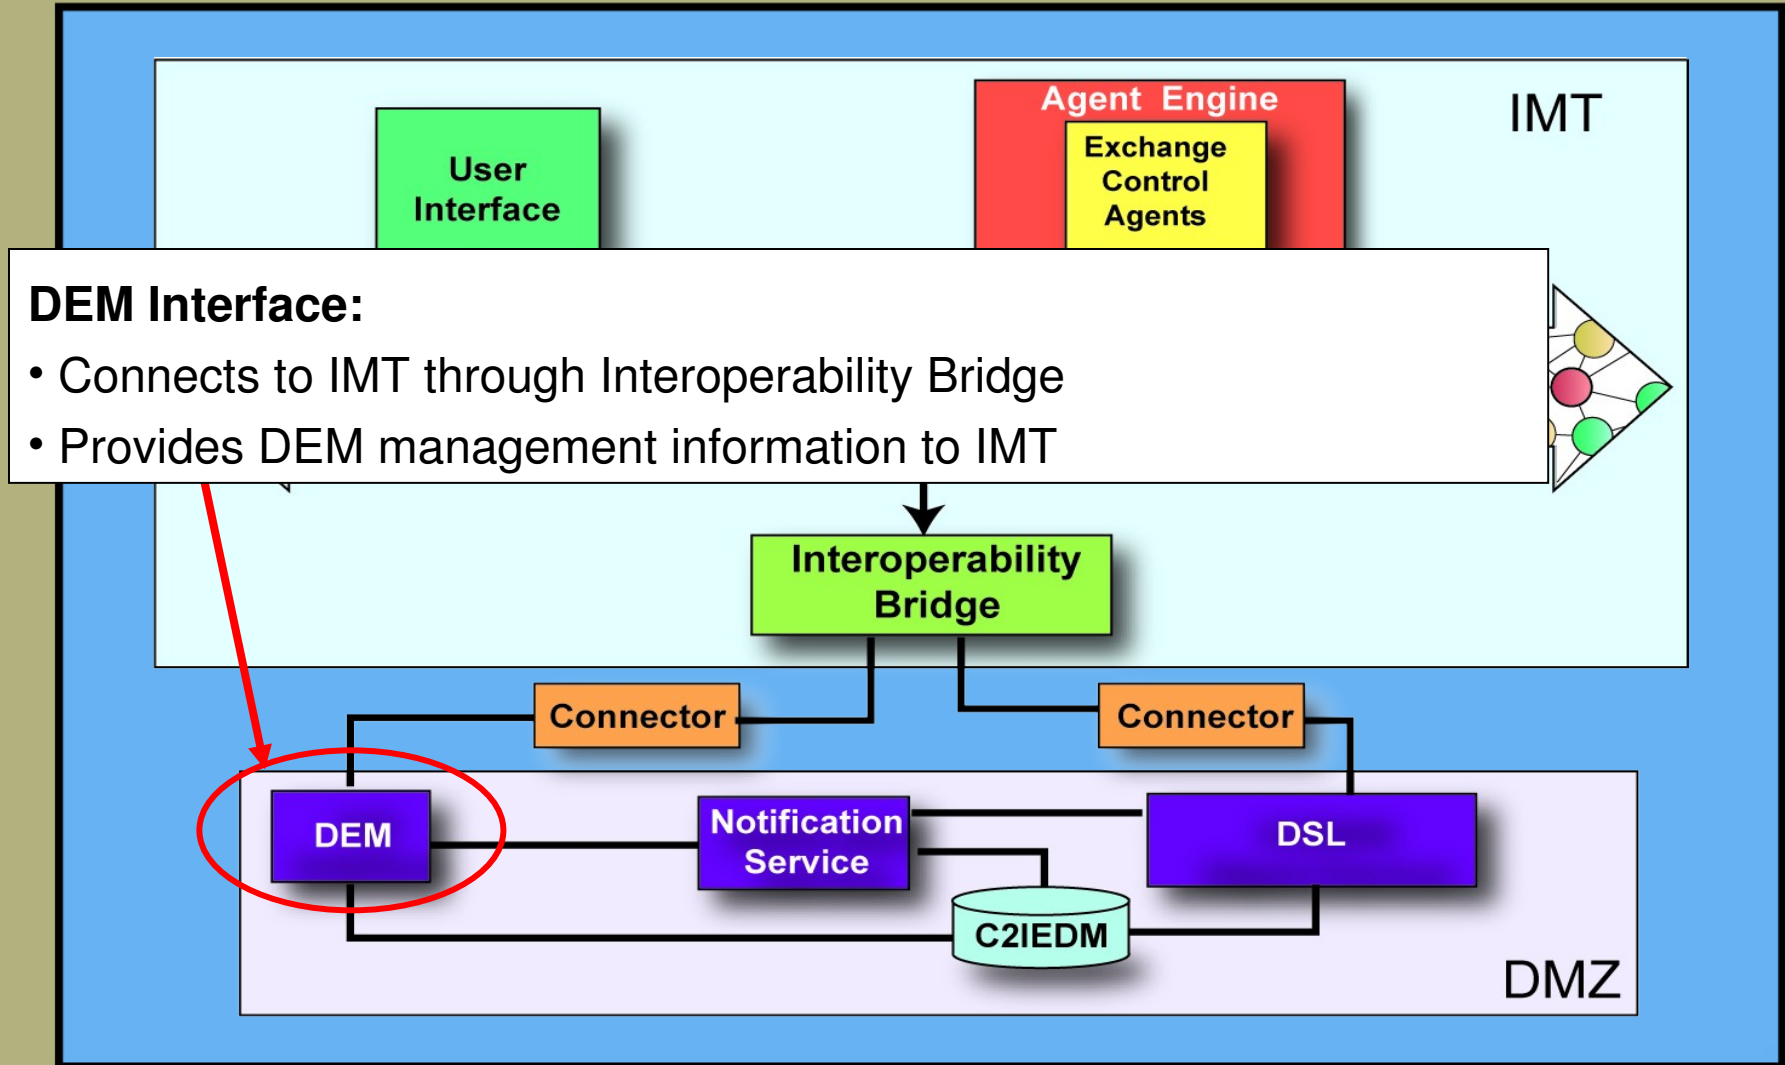 Agent Engine
IMT
Exchange
Control
Agents
User
Interface
DEM Interface:
• Connects to IMT through Interoperability Bridge
• Provides DEM management information to IMT
Interoperability
Bridge
Connector
Connector
DEM
Notification
Service
DSL
C2IEDM
DMZ